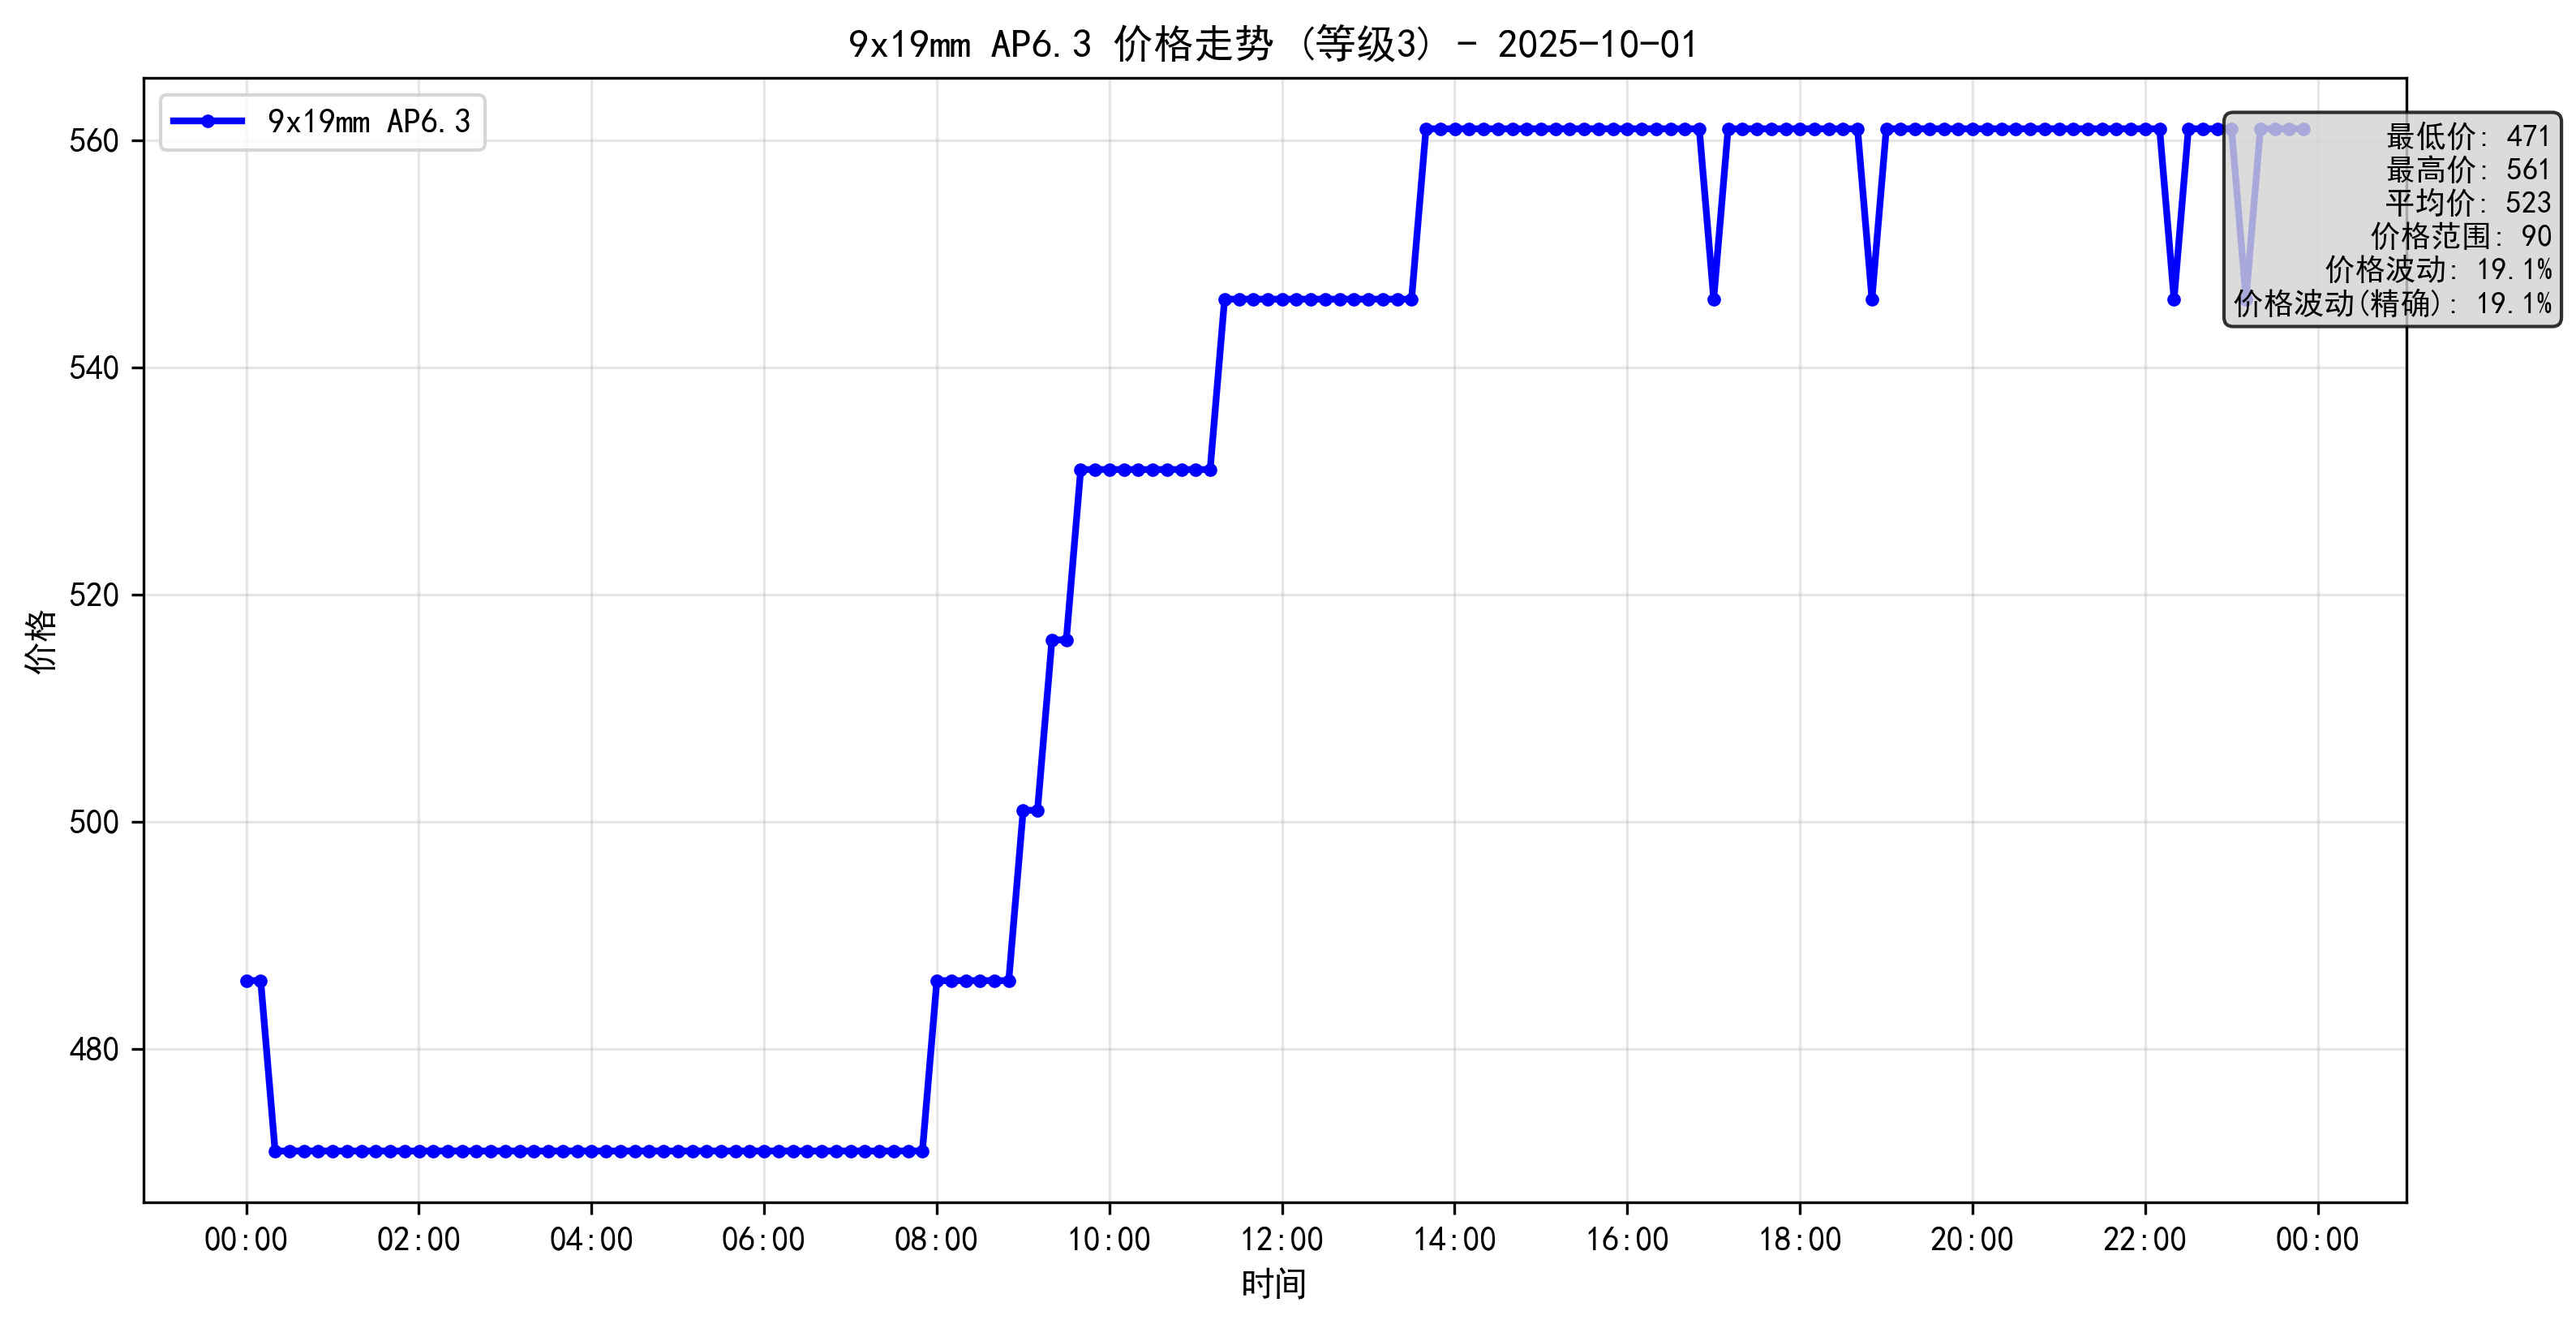 9x19mm AP6.3 价格走势 (等级3) - 2025-10-01
9x19mm AP6.3
最低价: 471
最高价: 561
平均价: 523
价格范围: 90
价格波动: 19.1%
价格波动(精确): 19.1%
560
540
520
500
480
价格
00:00 02:00 04:00 06:00 08:00 10:00 12:00 14:00 16:00 18:00 20:00 22:00 00:00
时间